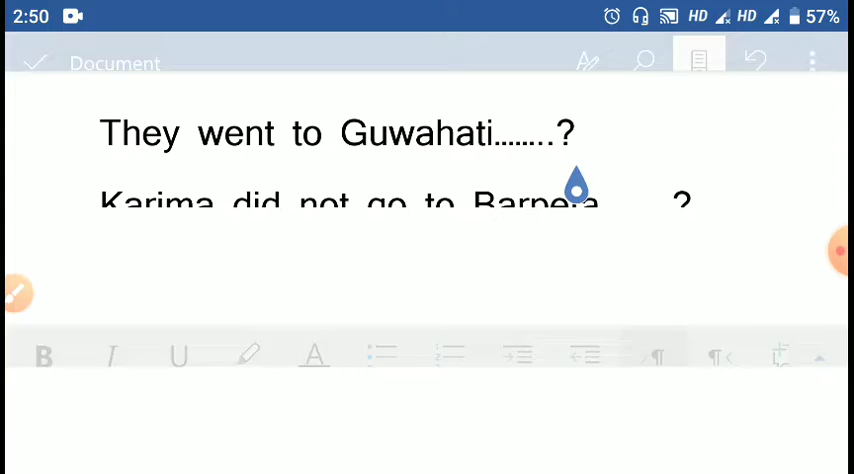 2:50 HD HD 57%
Document
They went to Guwahati........?
Karima did not go to Barpeta ?
B I U A